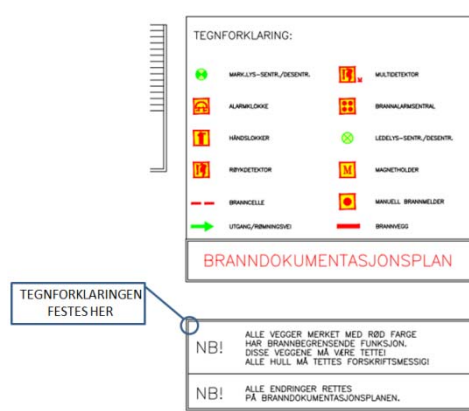 TEGNFORKLARING:
MARK.LYS-SENTR./DESENTR.
M
MULTIDETEKTOR
ALARMKLOKKE
BRANNALARMSENTRAL
HÅNDSLOKKER
LEDELYS-SENTR./DESENTR.
RØYKDETEKTOR
M
MAGNETHOLDER
BRANNCELLE
MANUELL BRANNMELDER
UTGANG/RØMNINGSVEI
BRANNVEGG
BRANNDOKUMENTASJONSPLAN
TEGNFORKLARINGEN
FESTES HER
NB!
ALLE VEGGER MERKET MED RØD FARGE
HAR BRANNBEGRENSENDE FUNKSJON.
DISSE VEGGENE MÅ VÆRE TETTE!
ALLE HULL MÅ TETTES FORSKRIFTSMESSIG!
NB!
ALLE ENDRINGER RETTES
PÅ BRANNDOKUMENTASJONSPLANEN.